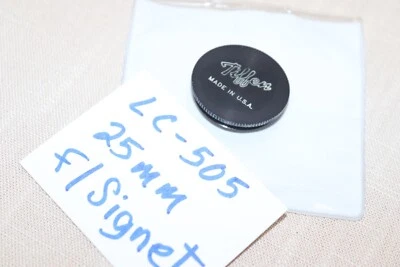 Tiffen
MADE IN U.S.A.
LC-505
25mm
f/Signet